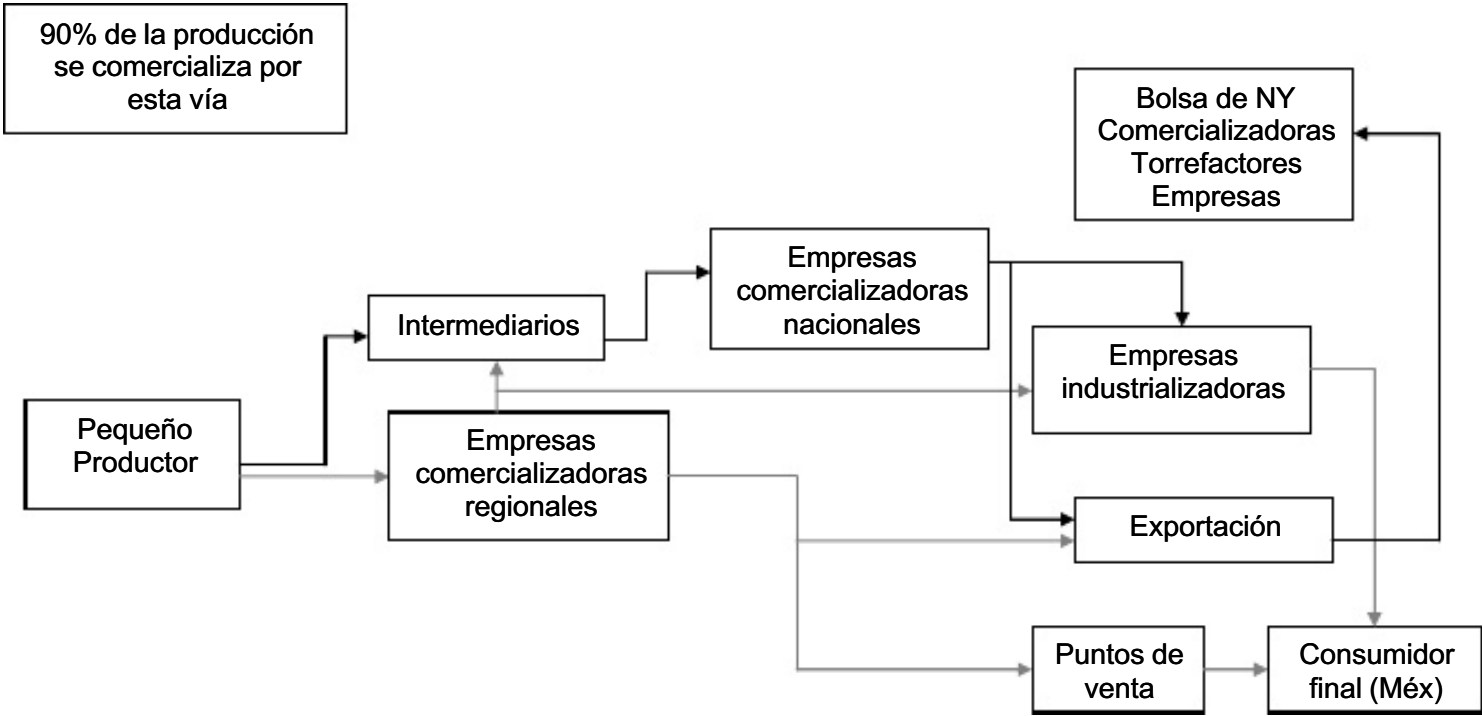 90% de la producción
se comercializa por
esta vía
Bolsa de NY
Comercializadoras
Torrefactores
Empresas
Empresas
comercializadoras
nacionales
Intermediarios
Empresas
industrializadoras
Pequeño
Productor
Empresas
comercializadoras
regionales
Exportación
Puntos de
venta
Consumidor
final (Méx)